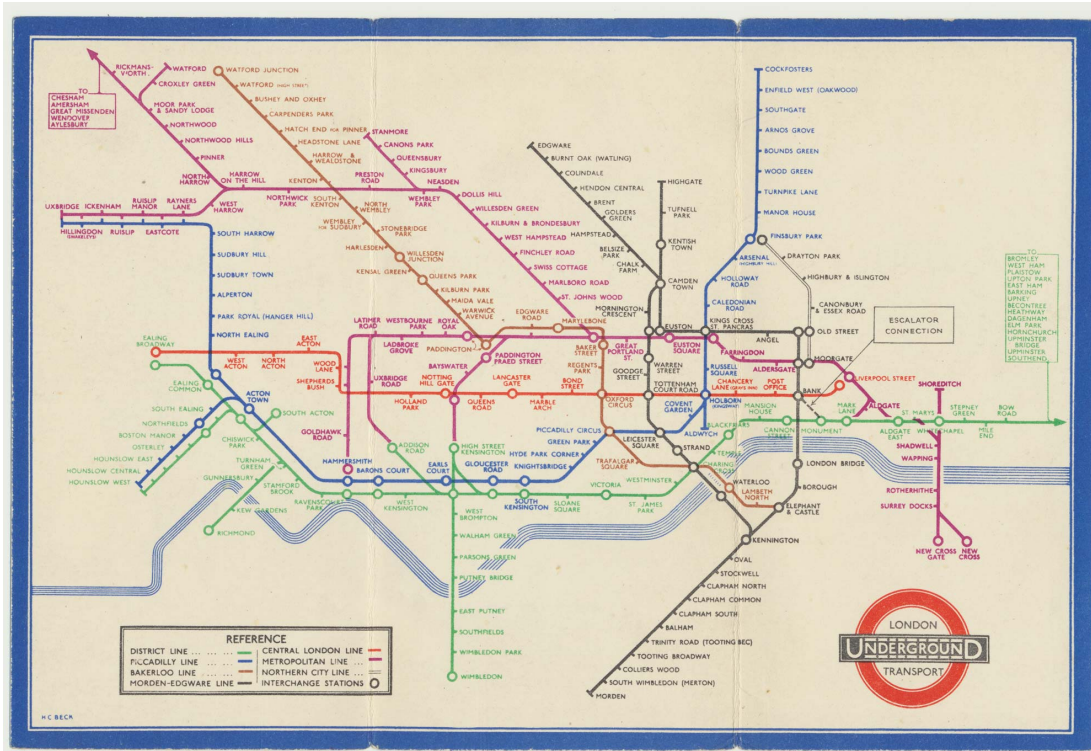 RICKMANS-
WORTH
WATFORD
CROXLEY GREEN
TO
CHESHAM
AMERSHAM
GREAT MISSENDEN
WENDOVER
AYLESBURY
MOOR PARK
& SANDY LODGE
NORTHWOOD
NORTHWOOD HILLS
PINNER
NORTH
HARROW
HARROW
ON THE HILL
WEST
HARROW
RAYNERS
LANE
RUISLIP
MANOR
ICKENHAM
UXBRIDGE
HILLINGDON
(SWAKELEYS)
RUISLIP
EASTCOTE
NORTHWICK
PARK
PRESTON
ROAD
WEMBLEY
PARK
NEASDEN
STANMORE
CANONS PARK
QUEENSBURY
KINGSBURY
DOLLIS HILL
WILLESDEN GREEN
KILBURN & BRONDESBURY
WEST HAMPSTEAD
FINCHLEY ROAD
SWISS COTTAGE
MARLBORO ROAD
ST. JOHNS WOOD
WATFORD JUNCTION
WATFORD (HIGH STREET)
BUSHEY AND OXHEY
CARPENDERS PARK
HATCH END FOR PINNER
HEADSTONE LANE
HARROW &
WEALDSTONE
KENTON
SOUTH
KENTON
NORTH
WEMBLEY
WEMBLEY
FOR SUDBURY
STONEBRIDGE
PARK
HARLESDEN
WILLESDEN
JUNCTION
KENSAL GREEN
QUEENS PARK
KILBURN PARK
MAIDA VALE
WARWICK
AVENUE
PADDINGTON
EDGWARE
ROAD
MARYLEBONE
BAKER
STREET
REGENTS
PARK
OXFORD
CIRCUS
SOUTH HARROW
SUDBURY HILL
SUDBURY TOWN
ALPERTON
PARK ROYAL (HANGER HILL)
NORTH EALING
EALING
BROADWAY
EALING
COMMON
WEST
ACTON
NORTH
ACTON
EAST
ACTON
WOOD
LANE
SHEPHERDS
BUSH
HOLLAND
PARK
NOTTING
HILL GATE
QUEENS
ROAD
LANCASTER
GATE
MARBLE
ARCH
BOND
STREET
TOTTENHAM
COURT ROAD
HOLBORN
(KINGSWAY)
CHANCERY
LANE (GRAYS INN)
POST
OFFICE
BANK
LIVERPOOL STREET
LATIMER
ROAD
LADBROKE
GROVE
WESTBOURNE
PARK
ROYAL
OAK
PADDINGTON
PRAED STREET
BAYSWATER
UXBRIDGE
ROAD
GOLDHAWK
ROAD
HAMMERSMITH
ADDISON
ROAD
HIGH STREET
KENSINGTON
GREAT
PORTLAND
ST.
EUSTON
SQUARE
KINGS CROSS
ST. PANCRAS
FARRINGDON
ALDERSGATE
MOORGATE
ALDGATE
EDGWARE
BURNT OAK (WATLING)
COLINDALE
HENDON CENTRAL
BRENT
GOLDERS
GREEN
HAMPSTEAD
BELSIZE
PARK
CHALK
FARM
HIGHGATE
TUFNELL
PARK
KENTISH
TOWN
CAMDEN
TOWN
MORNINGTON
CRESCENT
EUSTON
WARREN
STREET
GOODGE
STREET
ANGEL
OLD STREET
COCKFOSTERS
ENFIELD WEST (OAKWOOD)
SOUTHGATE
ARNOS GROVE
BOUNDS GREEN
WOOD GREEN
TURNPIKE LANE
MANOR HOUSE
FINSBURY PARK
ARSENAL
(HIGHBURY HILL)
HOLLOWAY
ROAD
CALEDONIAN
ROAD
RUSSELL
SQUARE
COVENT
GARDEN
ALDWYCH
DRAYTON PARK
HIGHBURY & ISLINGTON
CANONBURY
& ESSEX ROAD
ESCALATOR
CONNECTION
TO
BROMLEY
WEST HAM
PLAISTOW
UPTON PARK
EAST HAM
BARKING
UPNEY
BECONTREE
HEATHWAY
DAGENHAM
ELM PARK
HORNCHURCH
UPMINSTER
BRIDGE
UPMINSTER
SOUTHEND
SHOREDITCH
STEPNEY
GREEN
BOW
ROAD
ST. MARYS
WHITECHAPEL
MILE
END
ALDGATE
EAST
MARK
LANE
MONUMENT
CANNON
STREET
MANSION
HOUSE
BLACKFRIARS
TEMPLE
CHARING
CROSS
STRAND
LEICESTER
SQUARE
PICCADILLY CIRCUS
GREEN PARK
HYDE PARK CORNER
KNIGHTSBRIDGE
TRAFALGAR
SQUARE
WESTMINSTER
ST. JAMES
PARK
VICTORIA
SLOANE
SQUARE
SOUTH
KENSINGTON
GLOUCESTER
ROAD
EARLS
COURT
BARONS COURT
WEST
KENSINGTON
ACTON
TOWN
SOUTH ACTON
SOUTH EALING
NORTHFIELDS
BOSTON MANOR
OSTERLEY
HOUNSLOW EAST
HOUNSLOW CENTRAL
HOUNSLOW WEST
CHISWICK
PARK
TURNHAM
GREEN
GUNNERSBURY
STAMFORD
BROOK
RAVENSCOURT
PARK
KEW GARDENS
RICHMOND
WEST
BROMPTON
WALHAM GREEN
PARSONS GREEN
PUTNEY BRIDGE
EAST PUTNEY
SOUTHFIELDS
WIMBLEDON PARK
WIMBLEDON
WATERLOO
LAMBETH
NORTH
ELEPHANT
& CASTLE
BOROUGH
LONDON BRIDGE
KENNINGTON
OVAL
STOCKWELL
CLAPHAM NORTH
CLAPHAM COMMON
CLAPHAM SOUTH
BALHAM
TRINITY ROAD (TOOTING BEC)
TOOTING BROADWAY
COLLIERS WOOD
SOUTH WIMBLEDON (MERTON)
MORDEN
SHADWELL
WAPPING
ROTHERHITHE
SURREY DOCKS
NEW CROSS
GATE
NEW
CROSS
REFERENCE
DISTRICT LINE
PICCADILLY LINE
BAKERLOO LINE
MORDEN-EDGWARE LINE
CENTRAL LONDON LINE
METROPOLITAN LINE
NORTHERN CITY LINE
INTERCHANGE STATIONS
LONDON
UNDERGROUND
TRANSPORT
H C BECK